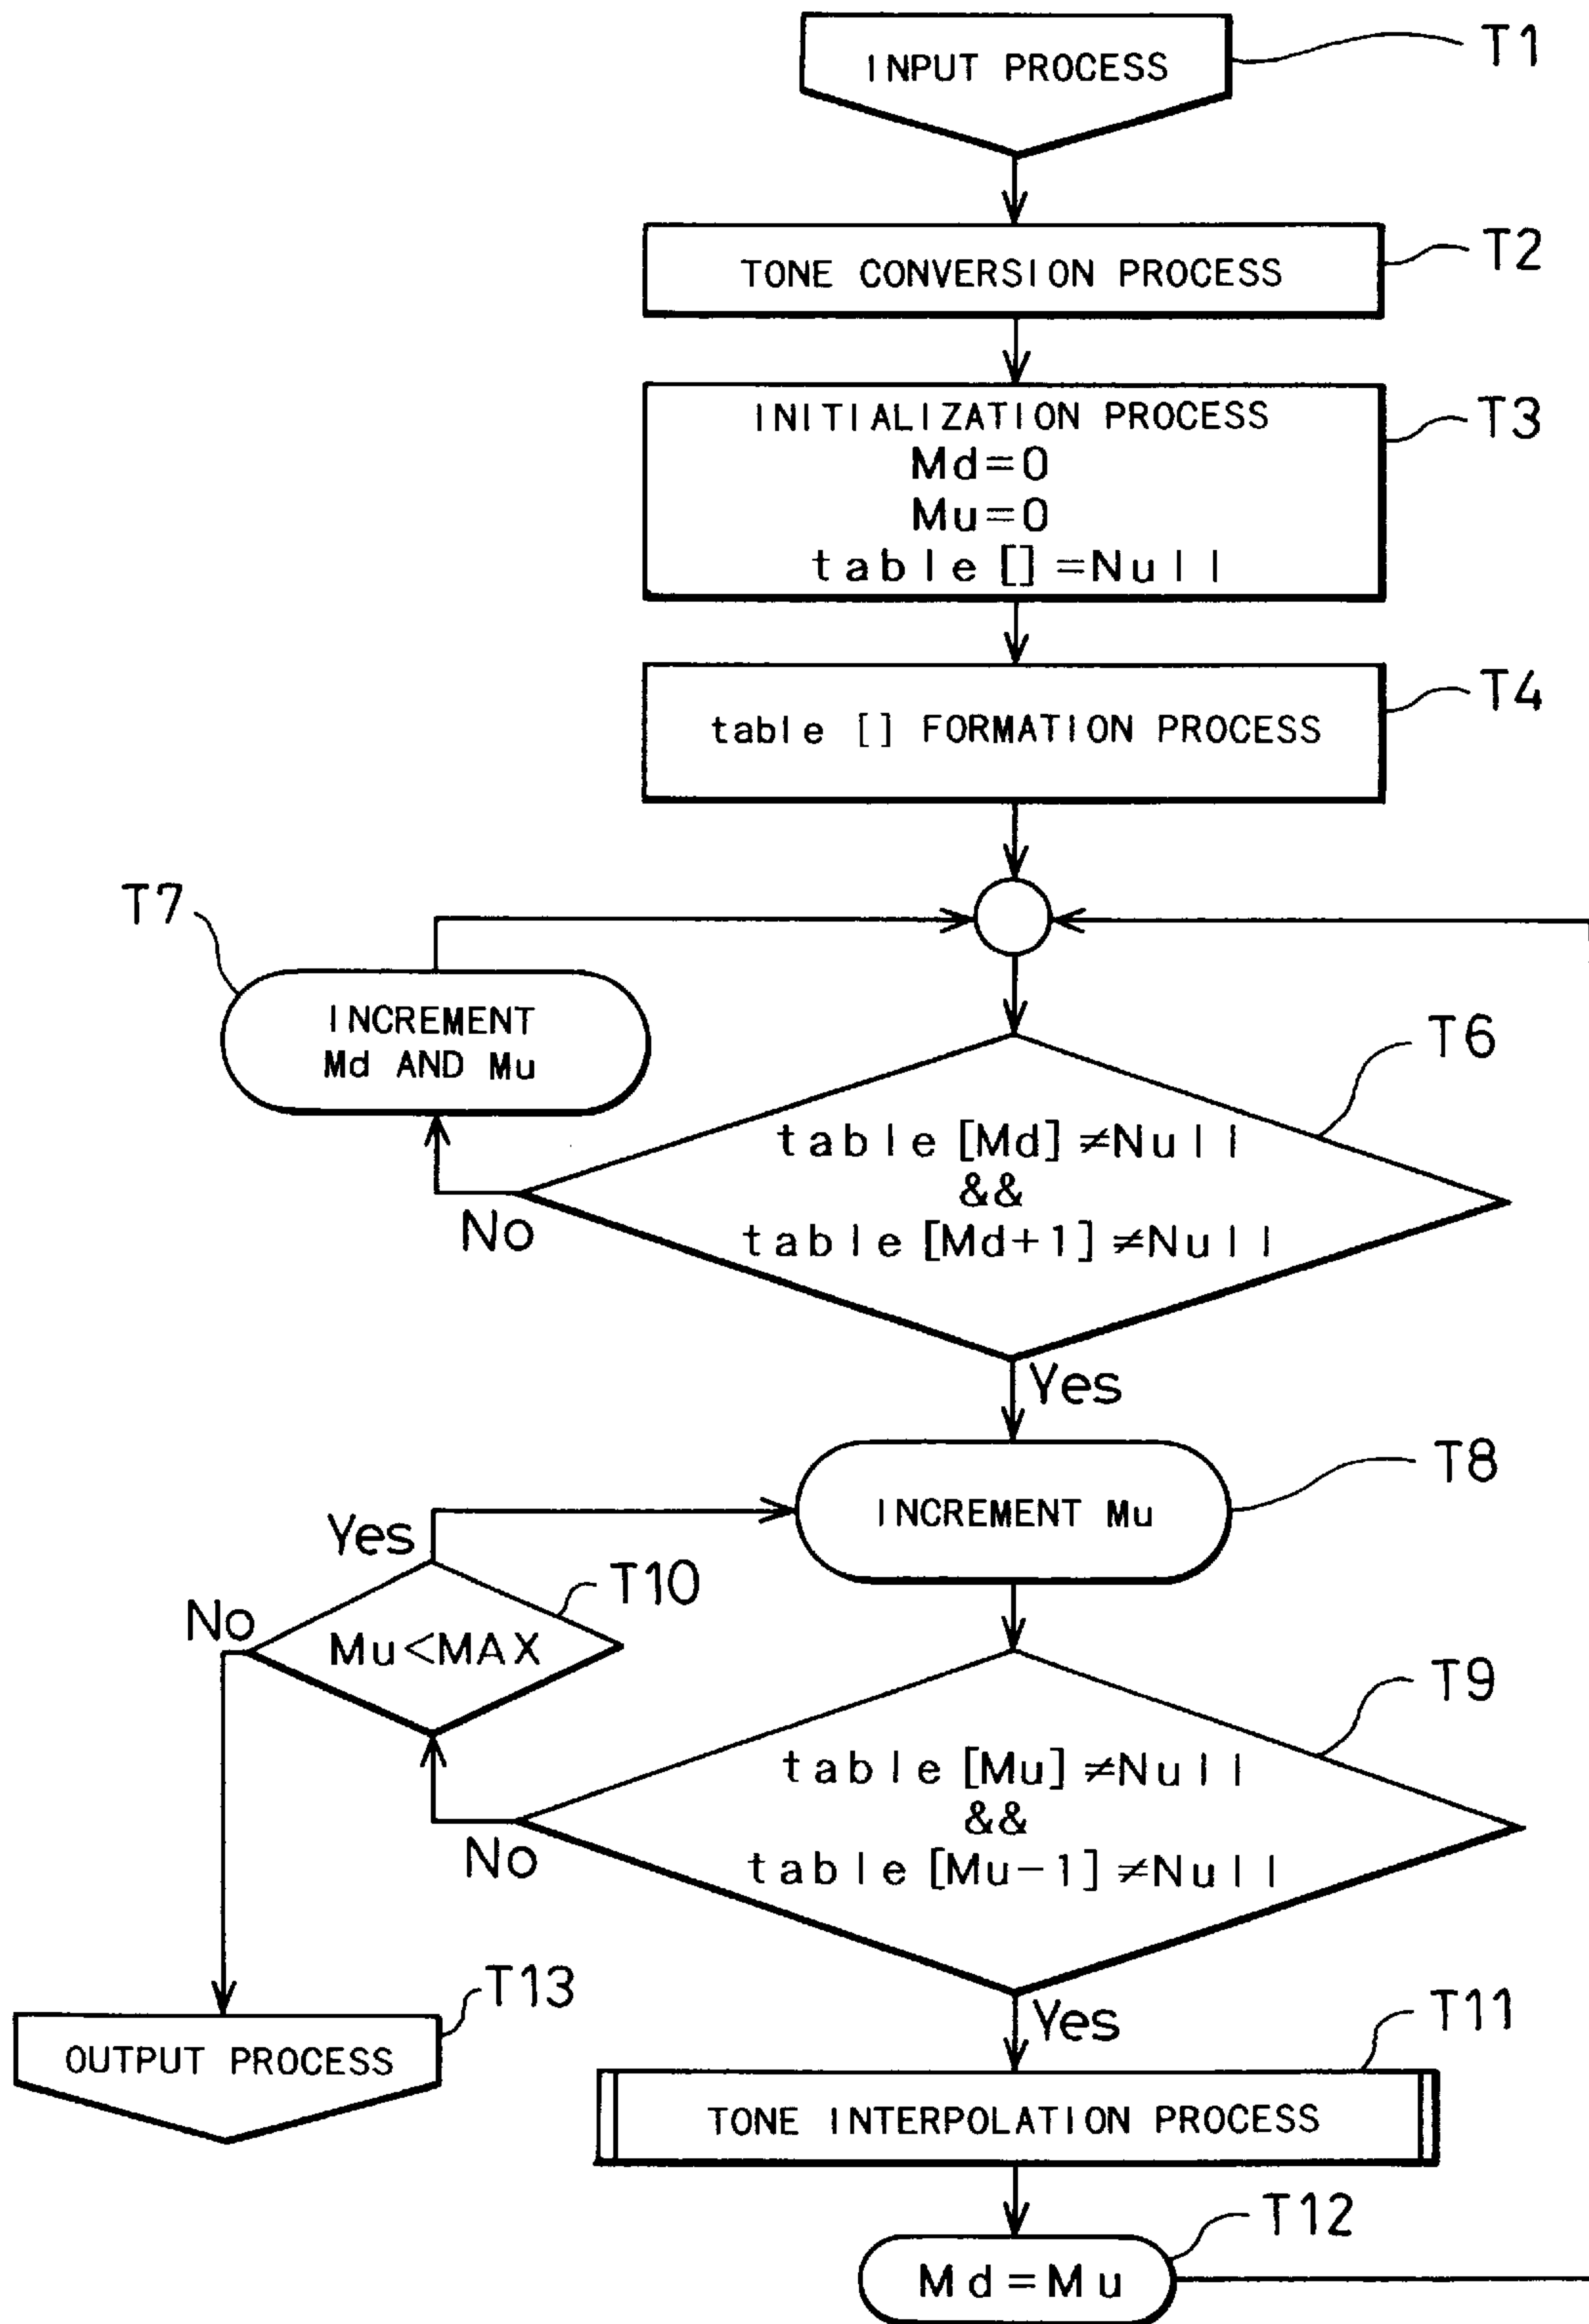 INPUT PROCESS
T1
TONE CONVERSION PROCESS
T2
INITIALIZATION PROCESS
Md=0
Mu=0
table []=Null
T3
table [] FORMATION PROCESS
T4
T7
INCREMENT
Md AND Mu
T6
table [Md]≠Null
&&
table [Md+1]≠Null
No
Yes
T8
INCREMENT Mu
Yes
T10
No
Mu<MAX
T9
table [Mu]≠Null
&&
table [Mu-1]≠Null
No
Yes
T13
OUTPUT PROCESS
T11
TONE INTERPOLATION PROCESS
T12
Md=Mu